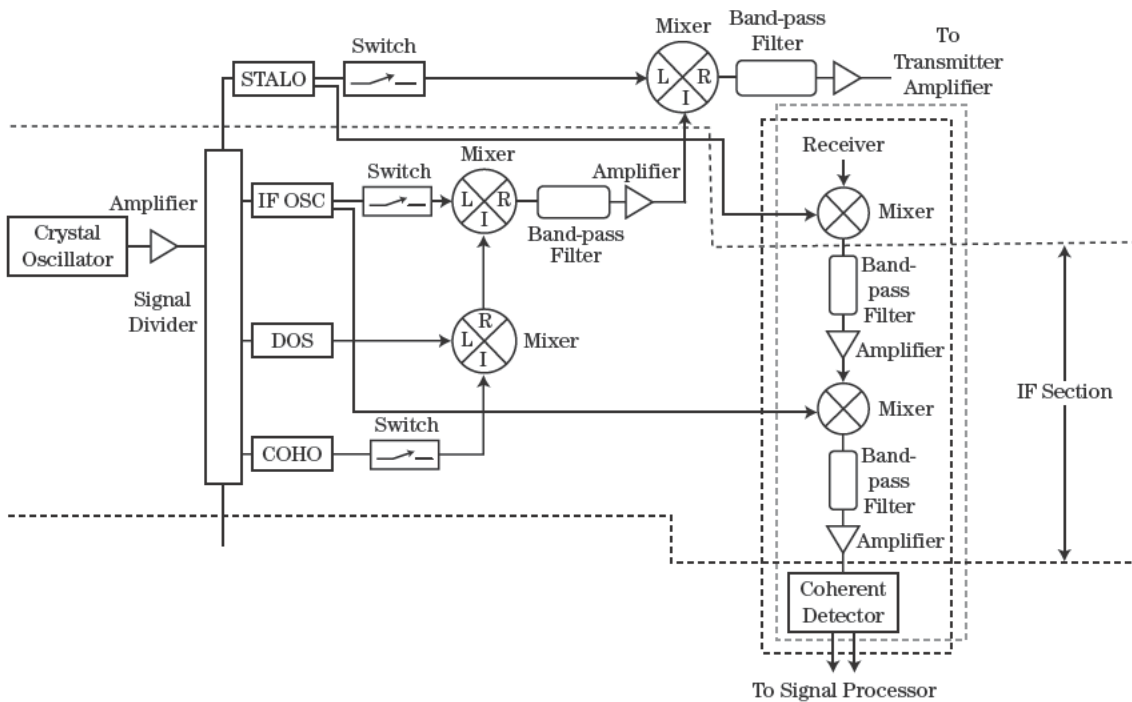 Mixer
Band-pass
Filter
To
Transmitter
Amplifier
Switch
STALO
L
R
I
Receiver
Mixer
Switch
Amplifier
Mixer
Amplifier
IF OSC
L
R
I
Crystal
Oscillator
Band-pass
Filter
Band-
pass
Filter
Signal
Divider
DOS
R
L
I
Mixer
Amplifier
IF Section
Mixer
Switch
COHO
Band-
pass
Filter
Amplifier
Coherent
Detector
To Signal Processor